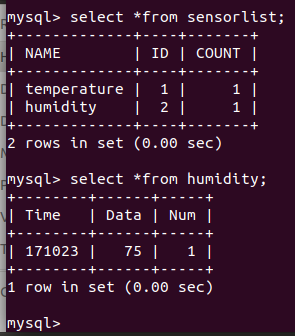 mysql> select *from sensorlist;
+-------------+----+-------+
| NAME        | ID | COUNT |
+-------------+----+-------+
| temperature |  1 |     1 |
| humidity    |  2 |     1 |
+-------------+----+-------+
2 rows in set (0.00 sec)

mysql> select *from humidity;
+--------+------+-----+
| Time   | Data | Num |
+--------+------+-----+
| 171023 |   75 |   1 |
+--------+------+-----+
1 row in set (0.00 sec)

mysql>